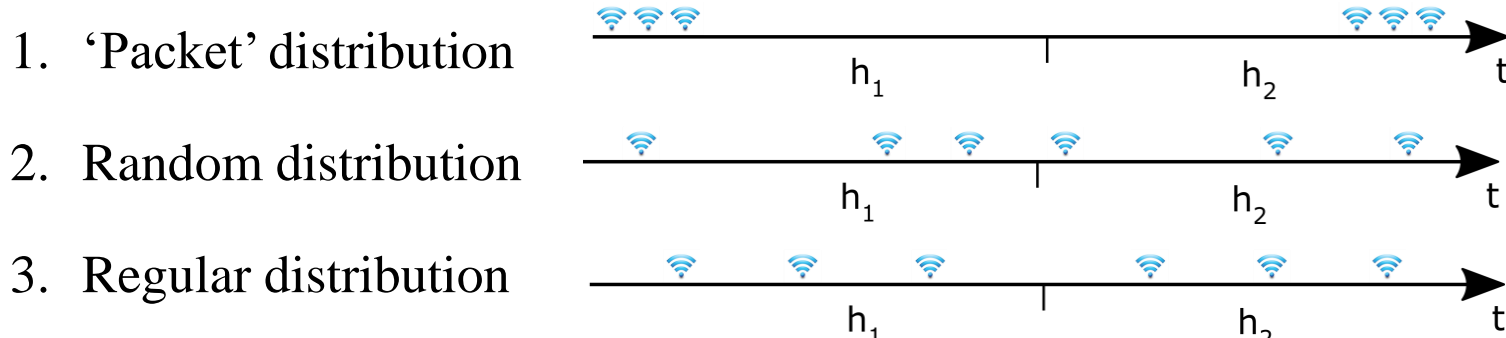 1. ‘Packet’ distribution
h₁ h₂ t
2. Random distribution
h₁ h₂ t
3. Regular distribution
h₁ h₂ t